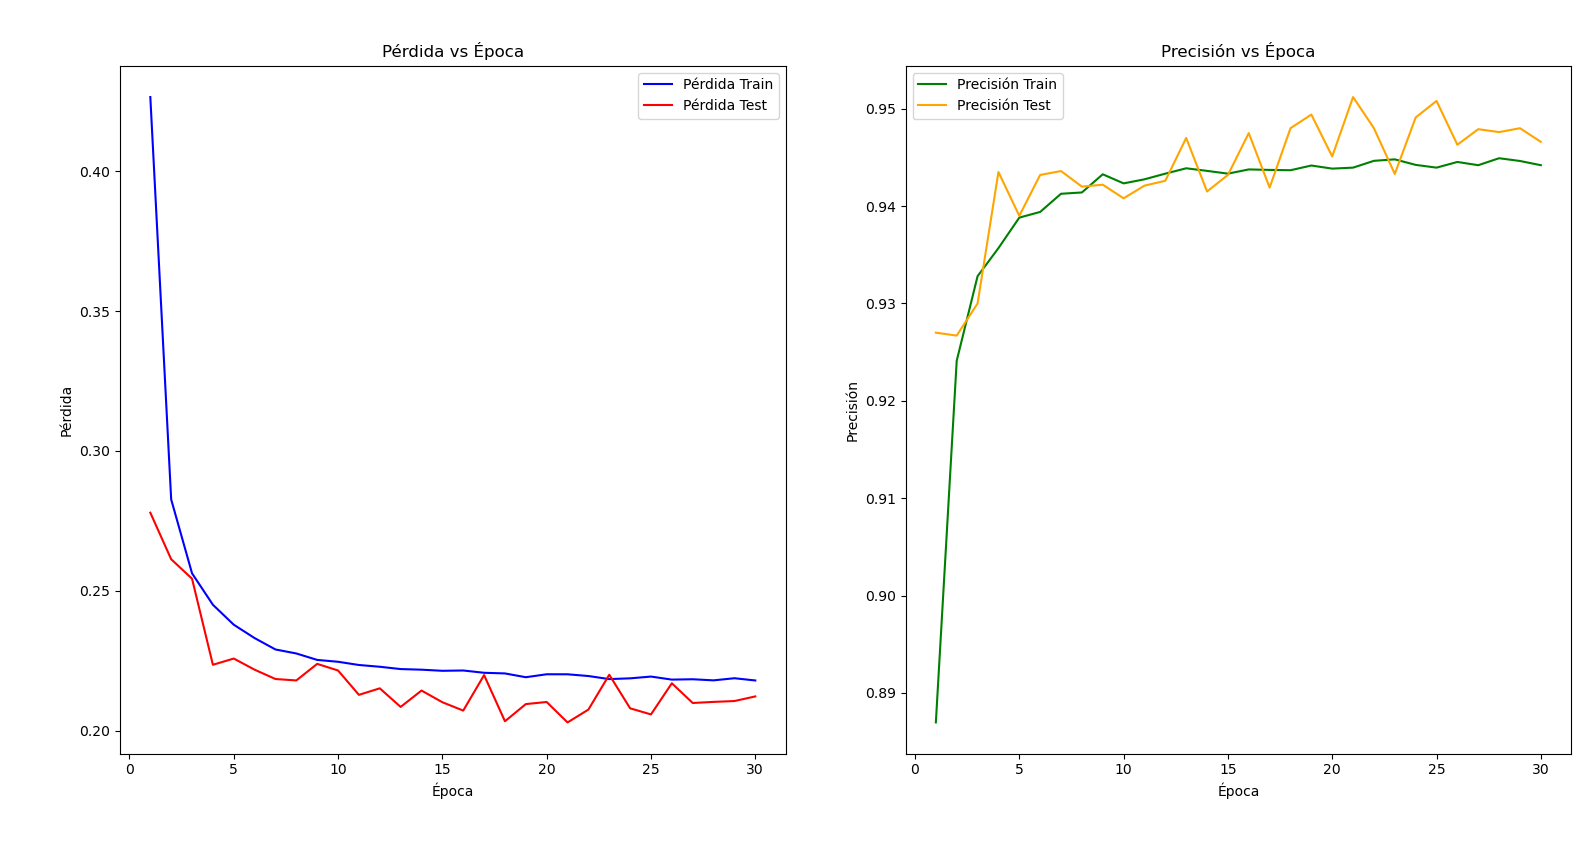 Pérdida vs Época
Pérdida Train
Pérdida Test
0.40
0.35
0.30
0.25
0.20
Pérdida
0
5
10
15
20
25
30
Época
Precisión vs Época
Precisión Train
Precisión Test
0.95
0.94
0.93
0.92
0.91
0.90
0.89
Precisión
0
5
10
15
20
25
30
Época